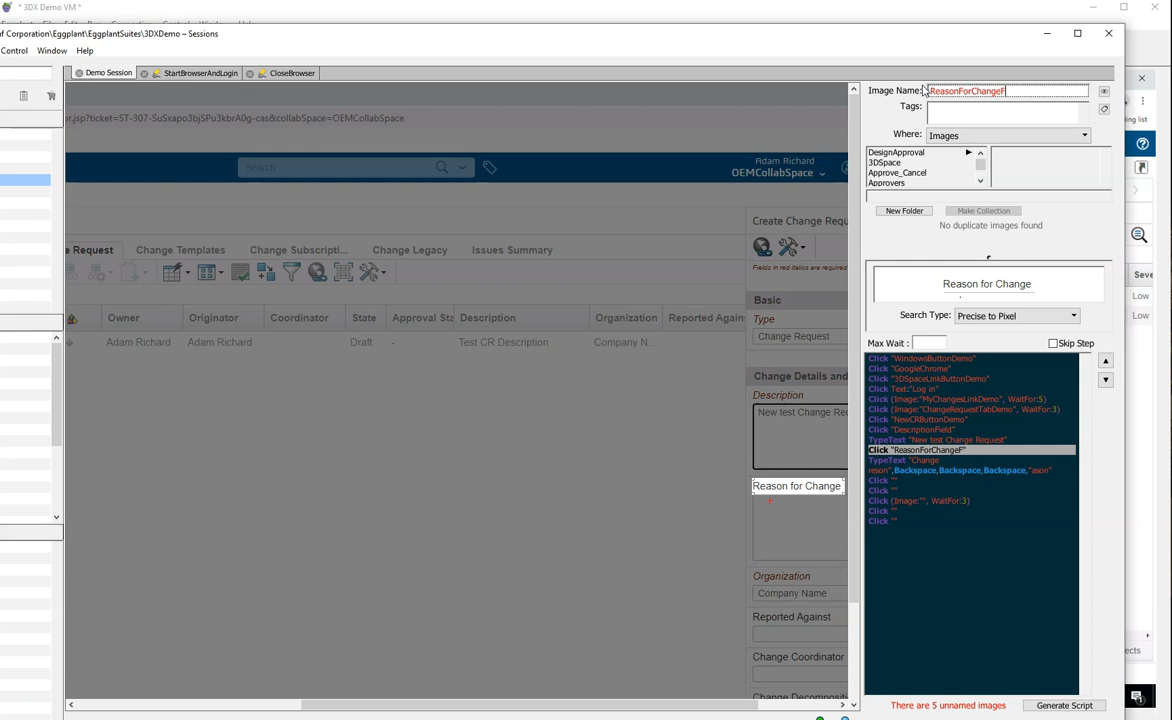 * 3DX Demo VM *
f Corporation\Eggplant\EggplantSuites\3DXDemo – Sessions
Control Window Help
Demo Session StartBrowserAndLogin CloseBrowser
or.jsp?ticket=ST-307-SuSxapo3bjSPu3kbrA0g-cas&collabSpace=OEMCollabSpace
Search
Adam Richard
OEMCollabSpace
e Request Change Templates Change Subscripti... Change Legacy Issues Summary
Owner Originator Coordinator State Approval Sta Description Organization Reported Again
Adam Richard Adam Richard Draft - Test CR Description Company N...
Create Change Requ
Fields in red italics are required
Basic
Type
Change Request
Change Details and
Description
New test Change Rec
Reason for Change
Organization
Company Name
Reported Against
Change Coordinator
Change Decompositi
Image Name: ReasonForChangeF
Tags:
Where: Images
DesignApproval
3DSpace
Approve_Cancel
Approvers
New Folder Make Collection
No duplicate images found
Reason for Change
Search Type: Precise to Pixel
Max Wait : Skip Step
Click "WindowsButtonDemo"
Click "GoogleChrome"
Click "3DSpaceLinkButtonDemo"
Click Text:"Log in"
Click (Image:"MyChangesLinkDemo", WaitFor:5)
Click (Image:"ChangeRequestTabDemo", WaitFor:3)
Click "NewCRButtonDemo"
Click "DescriptionField"
TypeText "New test Change Request"
Click "ReasonForChangeF"
TypeText "Change
reson",Backspace,Backspace,Backspace,"ason"
Click ""
Click ""
Click (Image:"", WaitFor:3)
Click ""
Click ""
There are 5 unnamed images Generate Script
ling list
Seve
Low
Low
ects